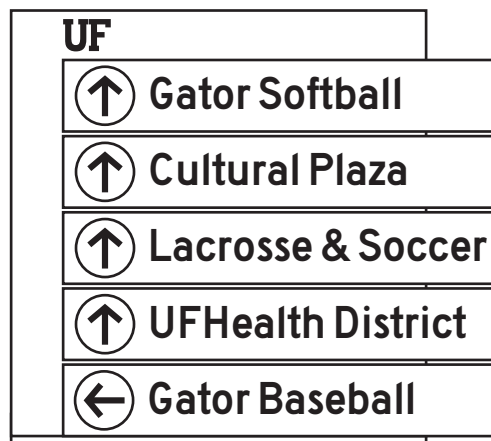 UF
Gator Softball
Cultural Plaza
Lacrosse & Soccer
UFHealth District
Gator Baseball